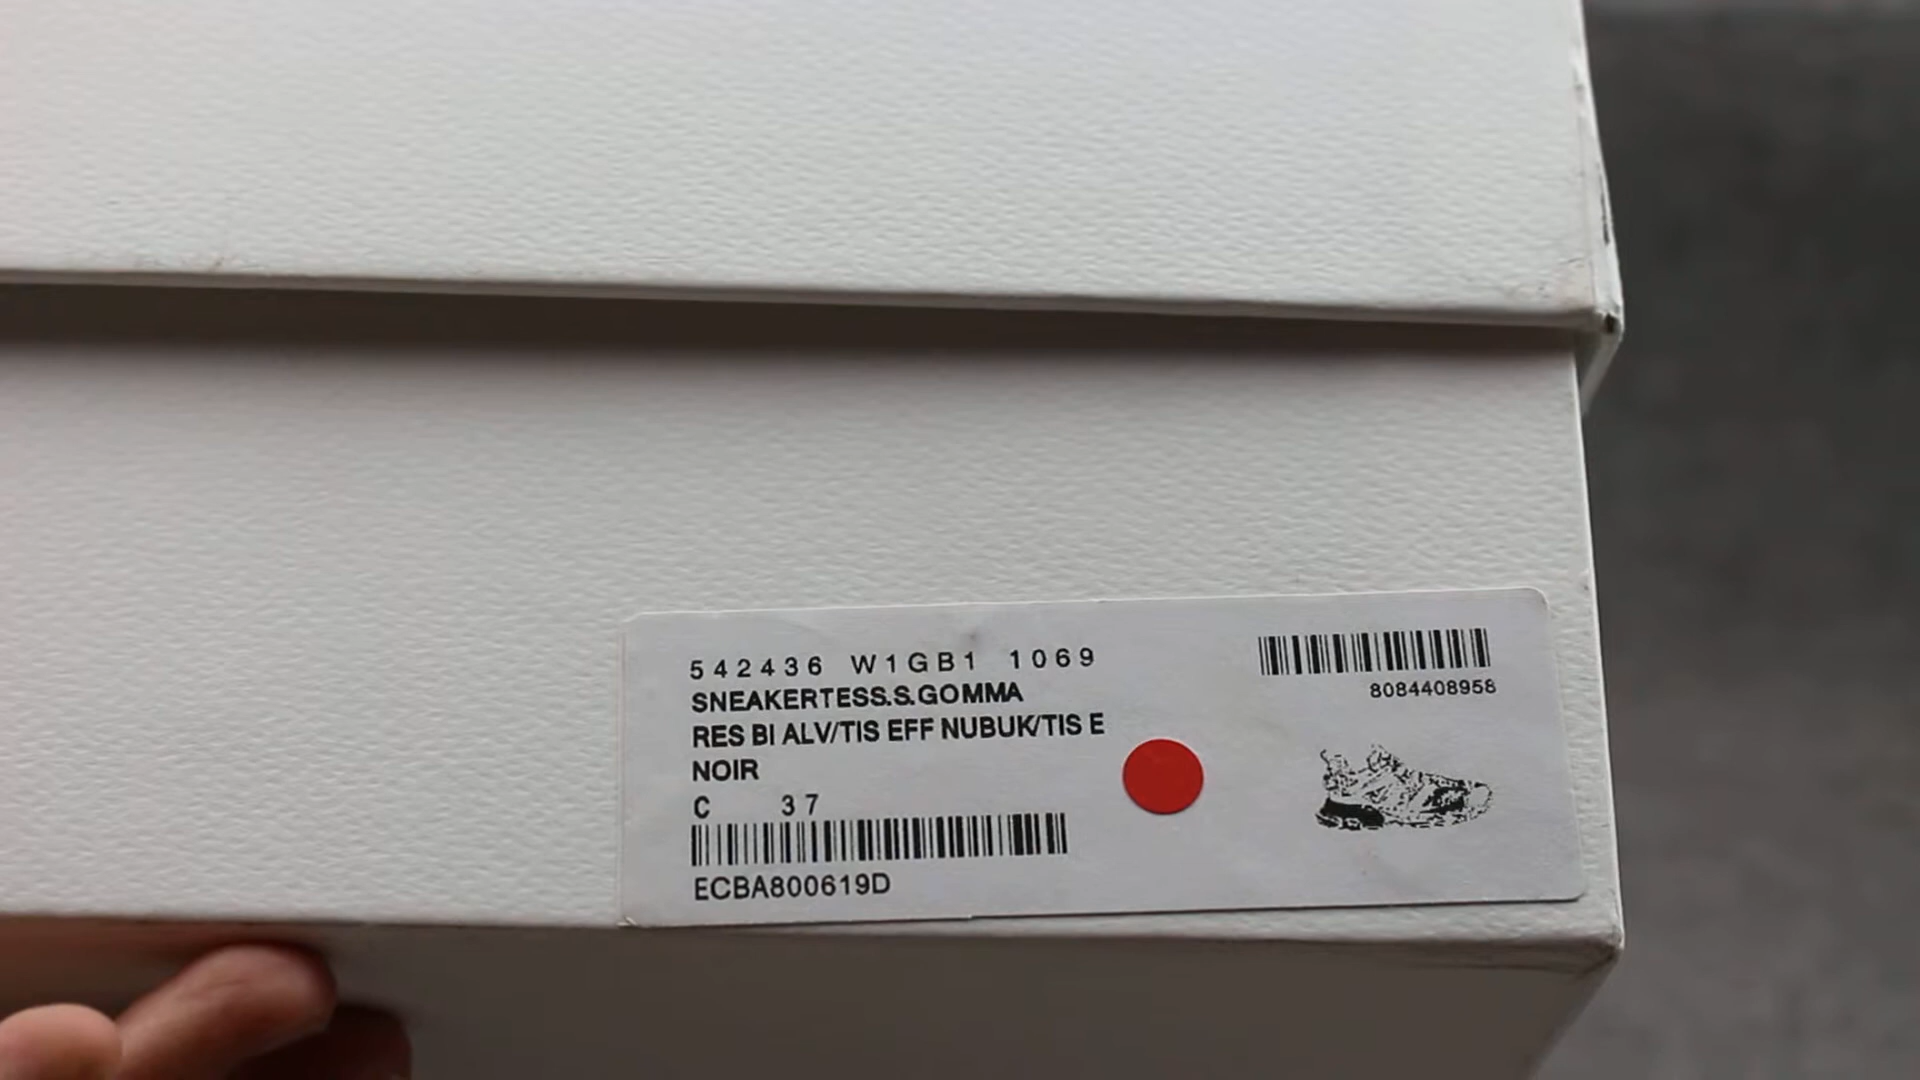 542436 W1GB1 1069
SNEAKERTESS.S.GOMMA
RES BI ALV/TIS EFF NUBUK/TIS E
NOIR
C 37
ECBA800619D
8084408958